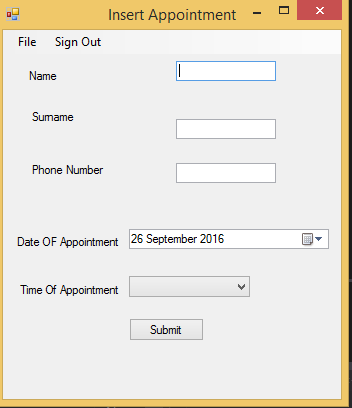 Insert Appointment
File Sign Out
Name
Surname
Phone Number
Date OF Appointment 26 September 2016
Time Of Appointment
Submit